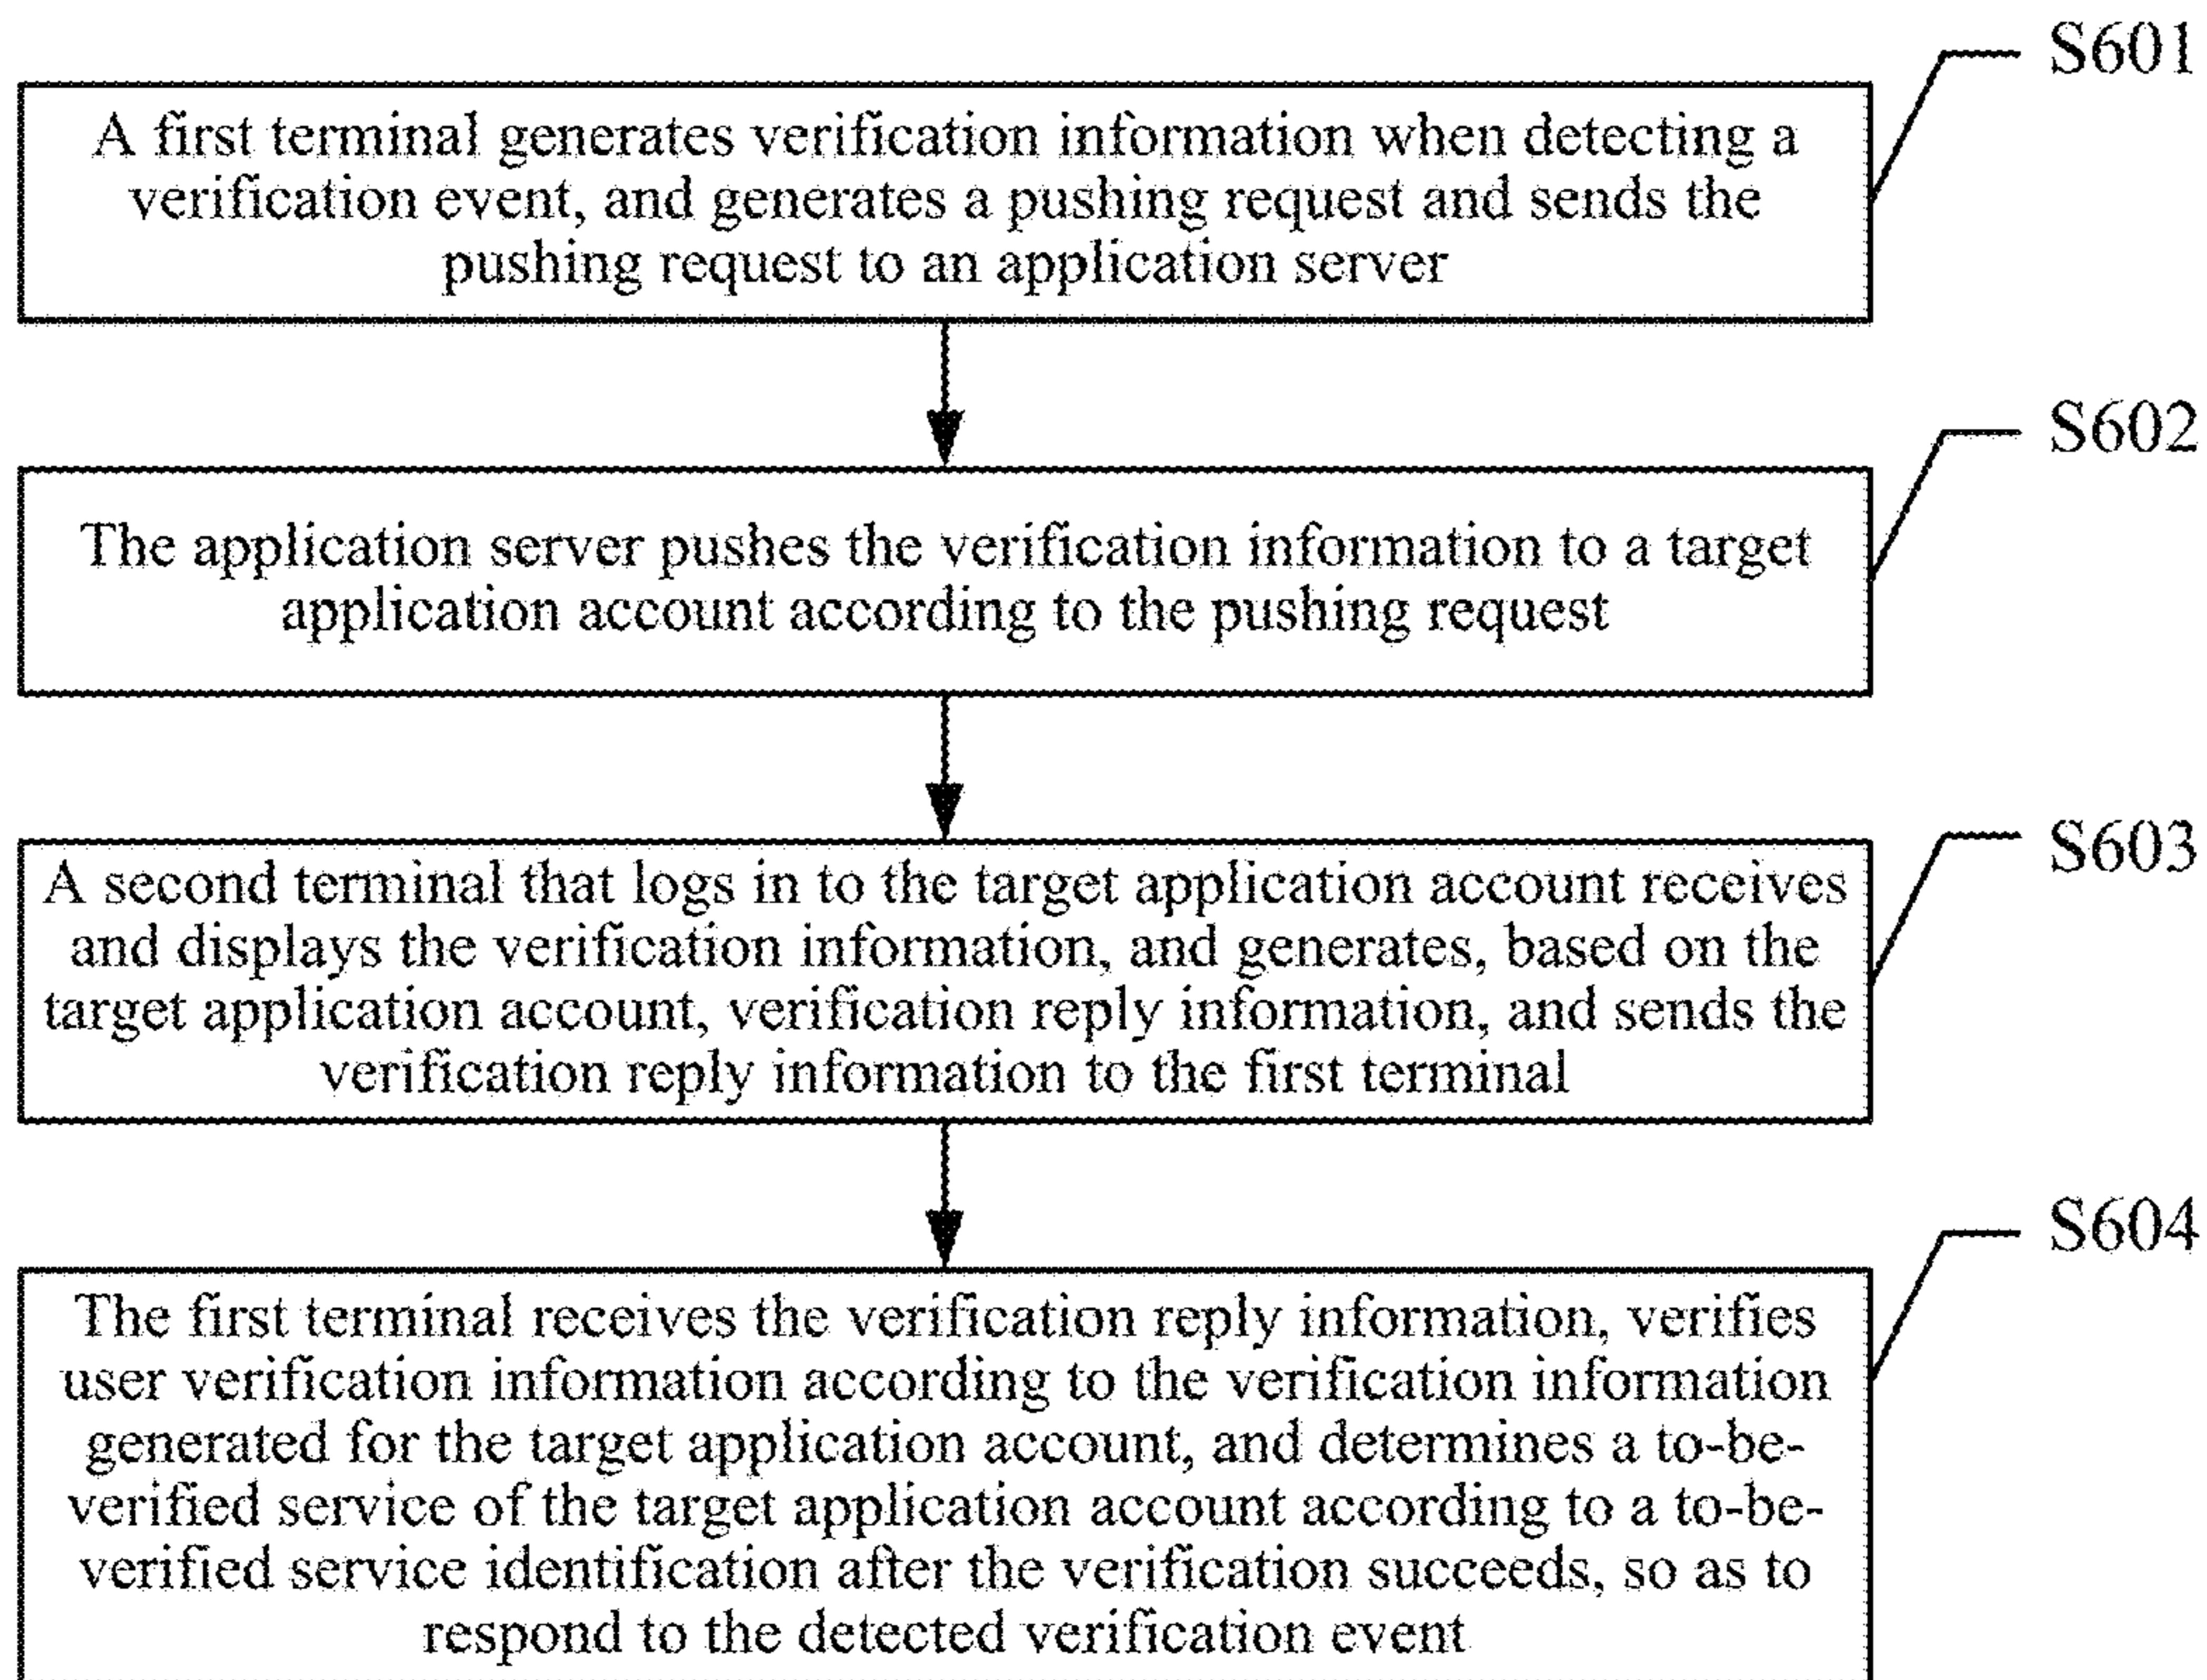 S601
A first terminal generates verification information when detecting a
verification event, and generates a pushing request and sends the
pushing request to an application server
S602
The application server pushes the verification information to a target
application account according to the pushing request
S603
A second terminal that logs in to the target application account receives
and displays the verification information, and generates, based on the
target application account, verification reply information, and sends the
verification reply information to the first terminal
S604
The first terminal receives the verification reply information, verifies
user verification information according to the verification information
generated for the target application account, and determines a to-be-
verified service of the target application account according to a to-be-
verified service identification after the verification succeeds, so as to
respond to the detected verification event